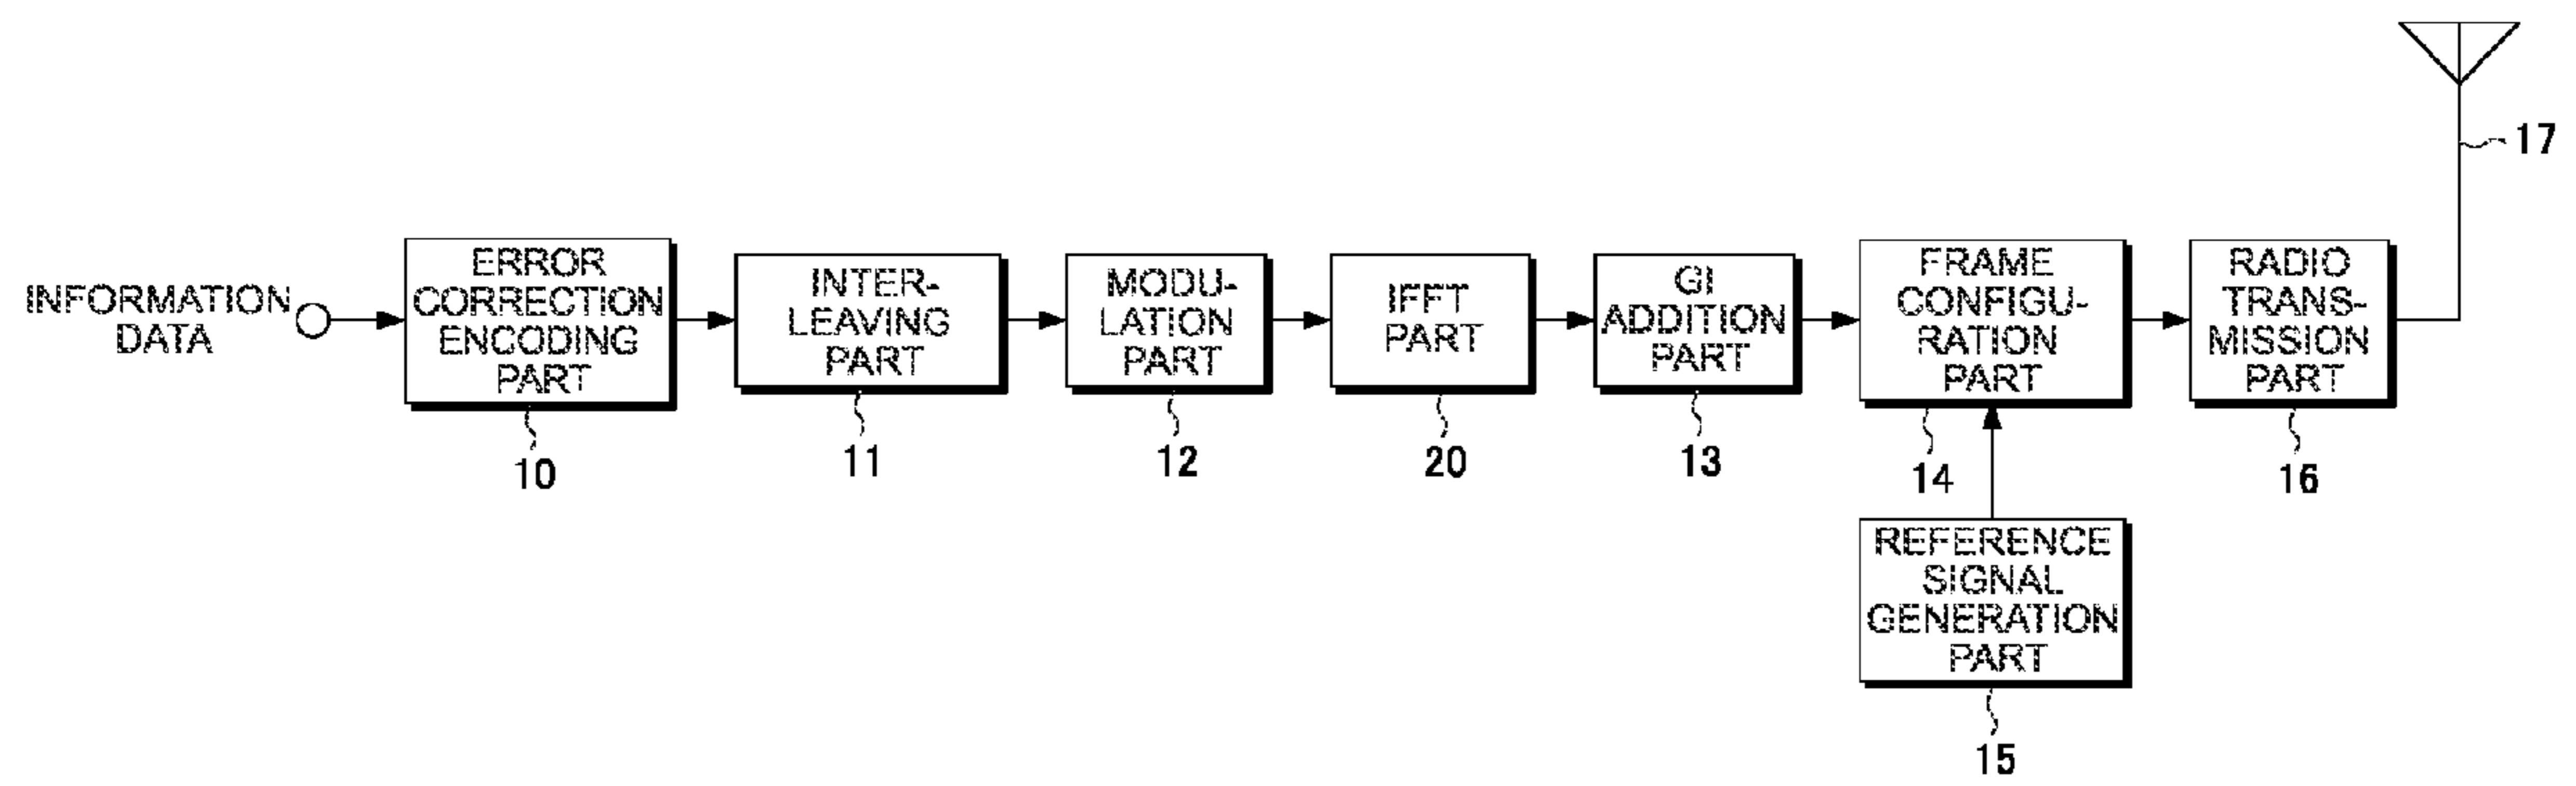 INFORMATION
DATA
ERROR
CORRECTION
ENCODING
PART
10
INTER-
LEAVING
PART
11
MODU-
LATION
PART
12
IFFT
PART
20
GI
ADDITION
PART
13
FRAME
CONFIGU-
RATION
PART
14
REFERENCE
SIGNAL
GENERATION
PART
15
RADIO
TRANS-
MISSION
PART
16
17